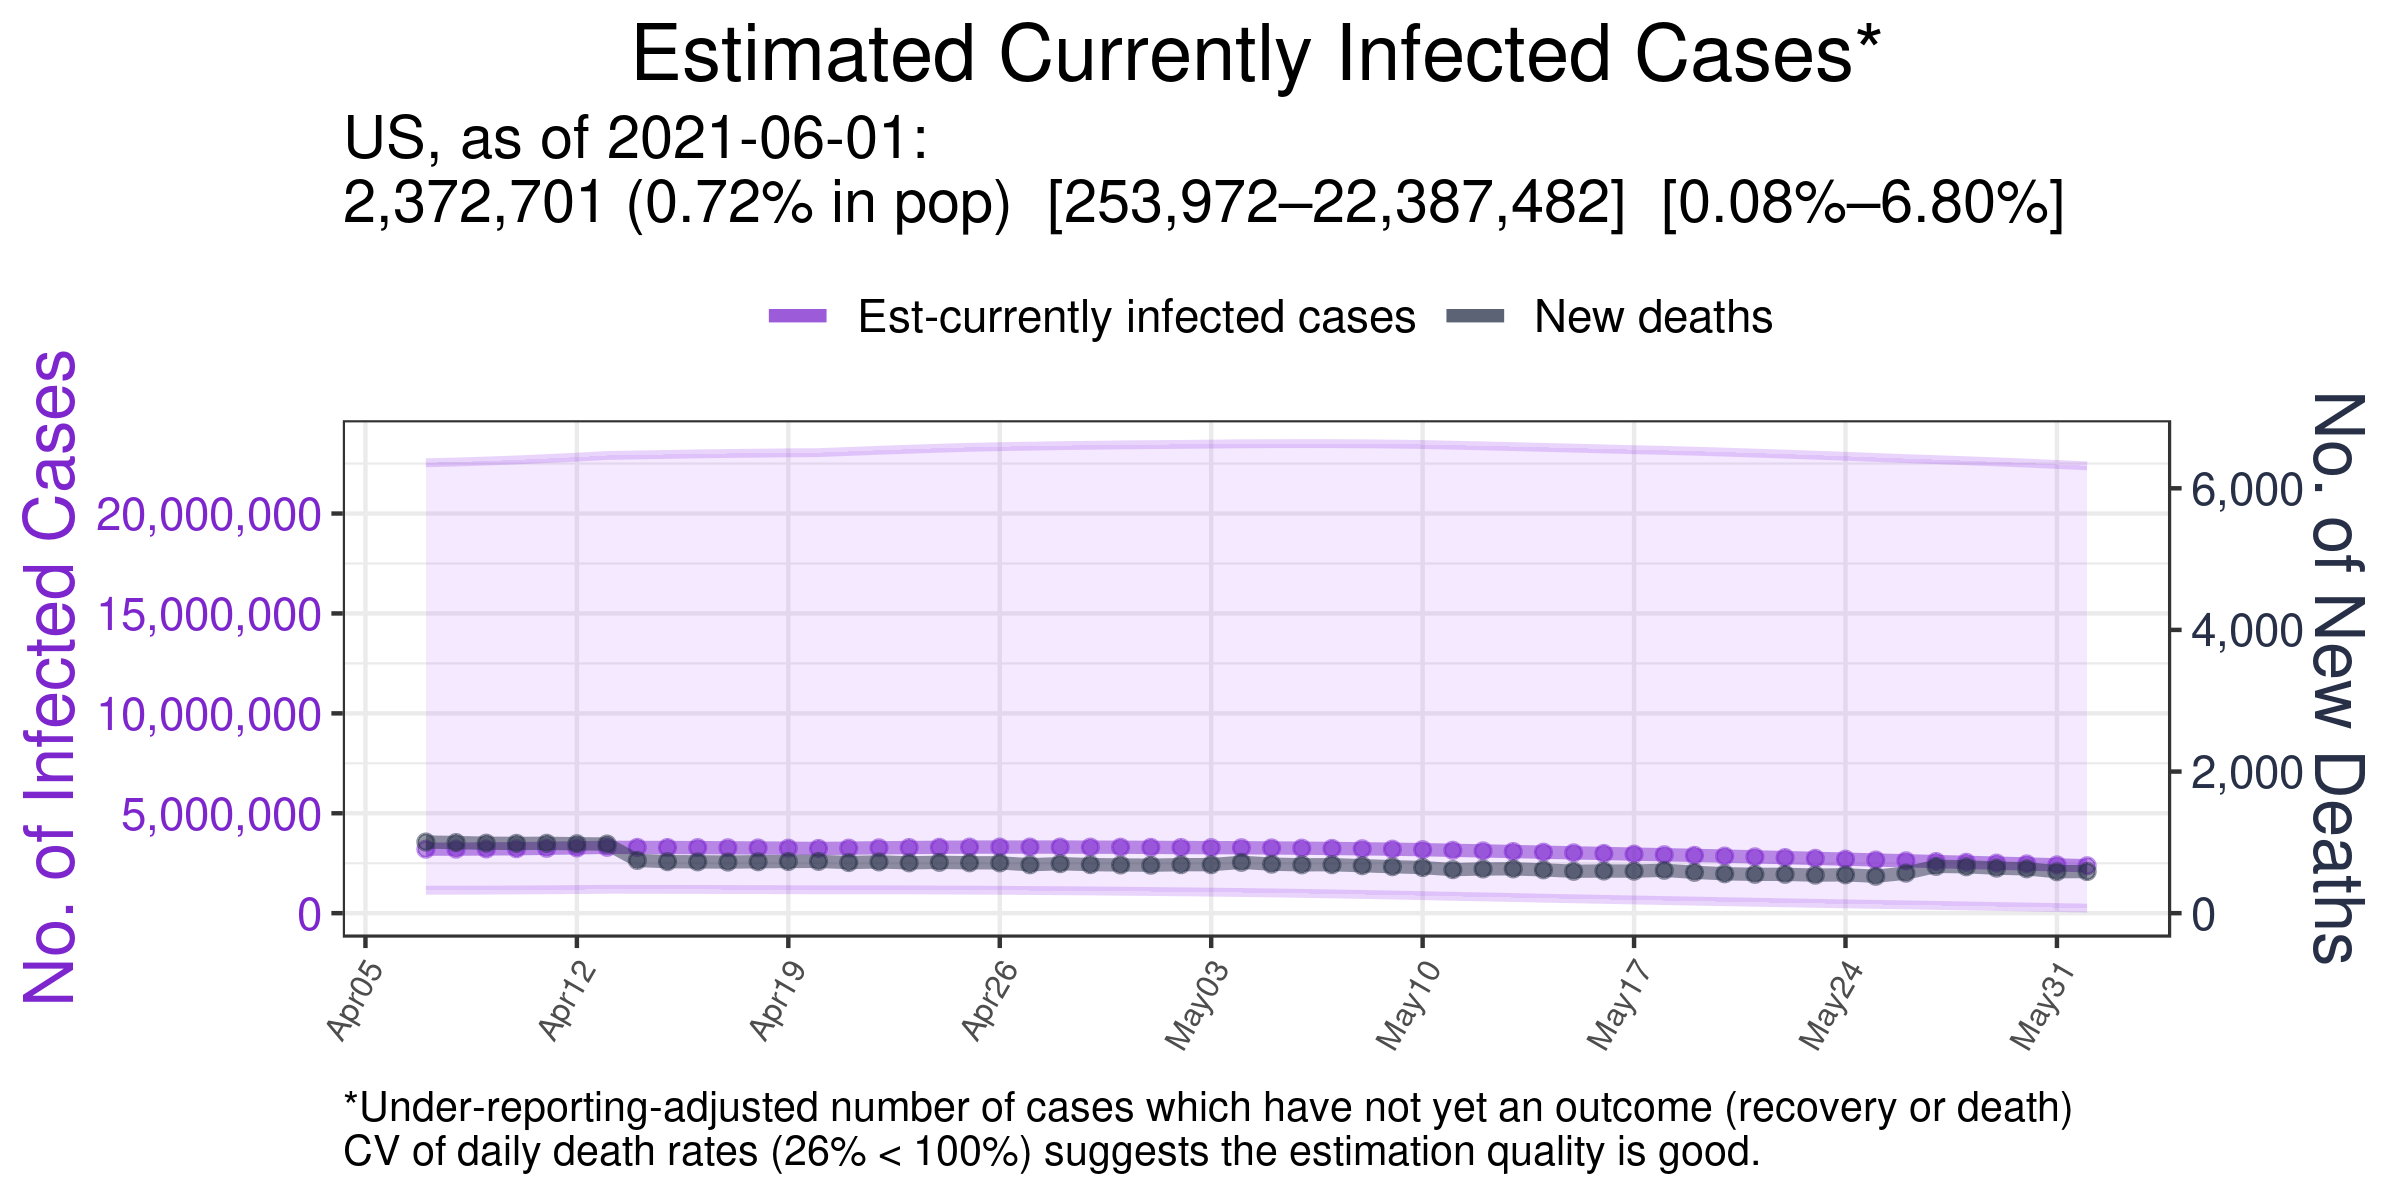 Estimated Currently Infected Cases*
US, as of 2021-06-01:
2,372,701 (0.72% in pop)  [253,972–22,387,482]  [0.08%–6.80%]
Est-currently infected cases
New deaths
No. of Infected Cases
20,000,000
15,000,000
10,000,000
5,000,000
0
6,000
4,000
2,000
0
No. of New Deaths
Apr05
Apr12
Apr19
Apr26
May03
May10
May17
May24
May31
*Under-reporting-adjusted number of cases which have not yet an outcome (recovery or death)
CV of daily death rates (26% < 100%) suggests the estimation quality is good.